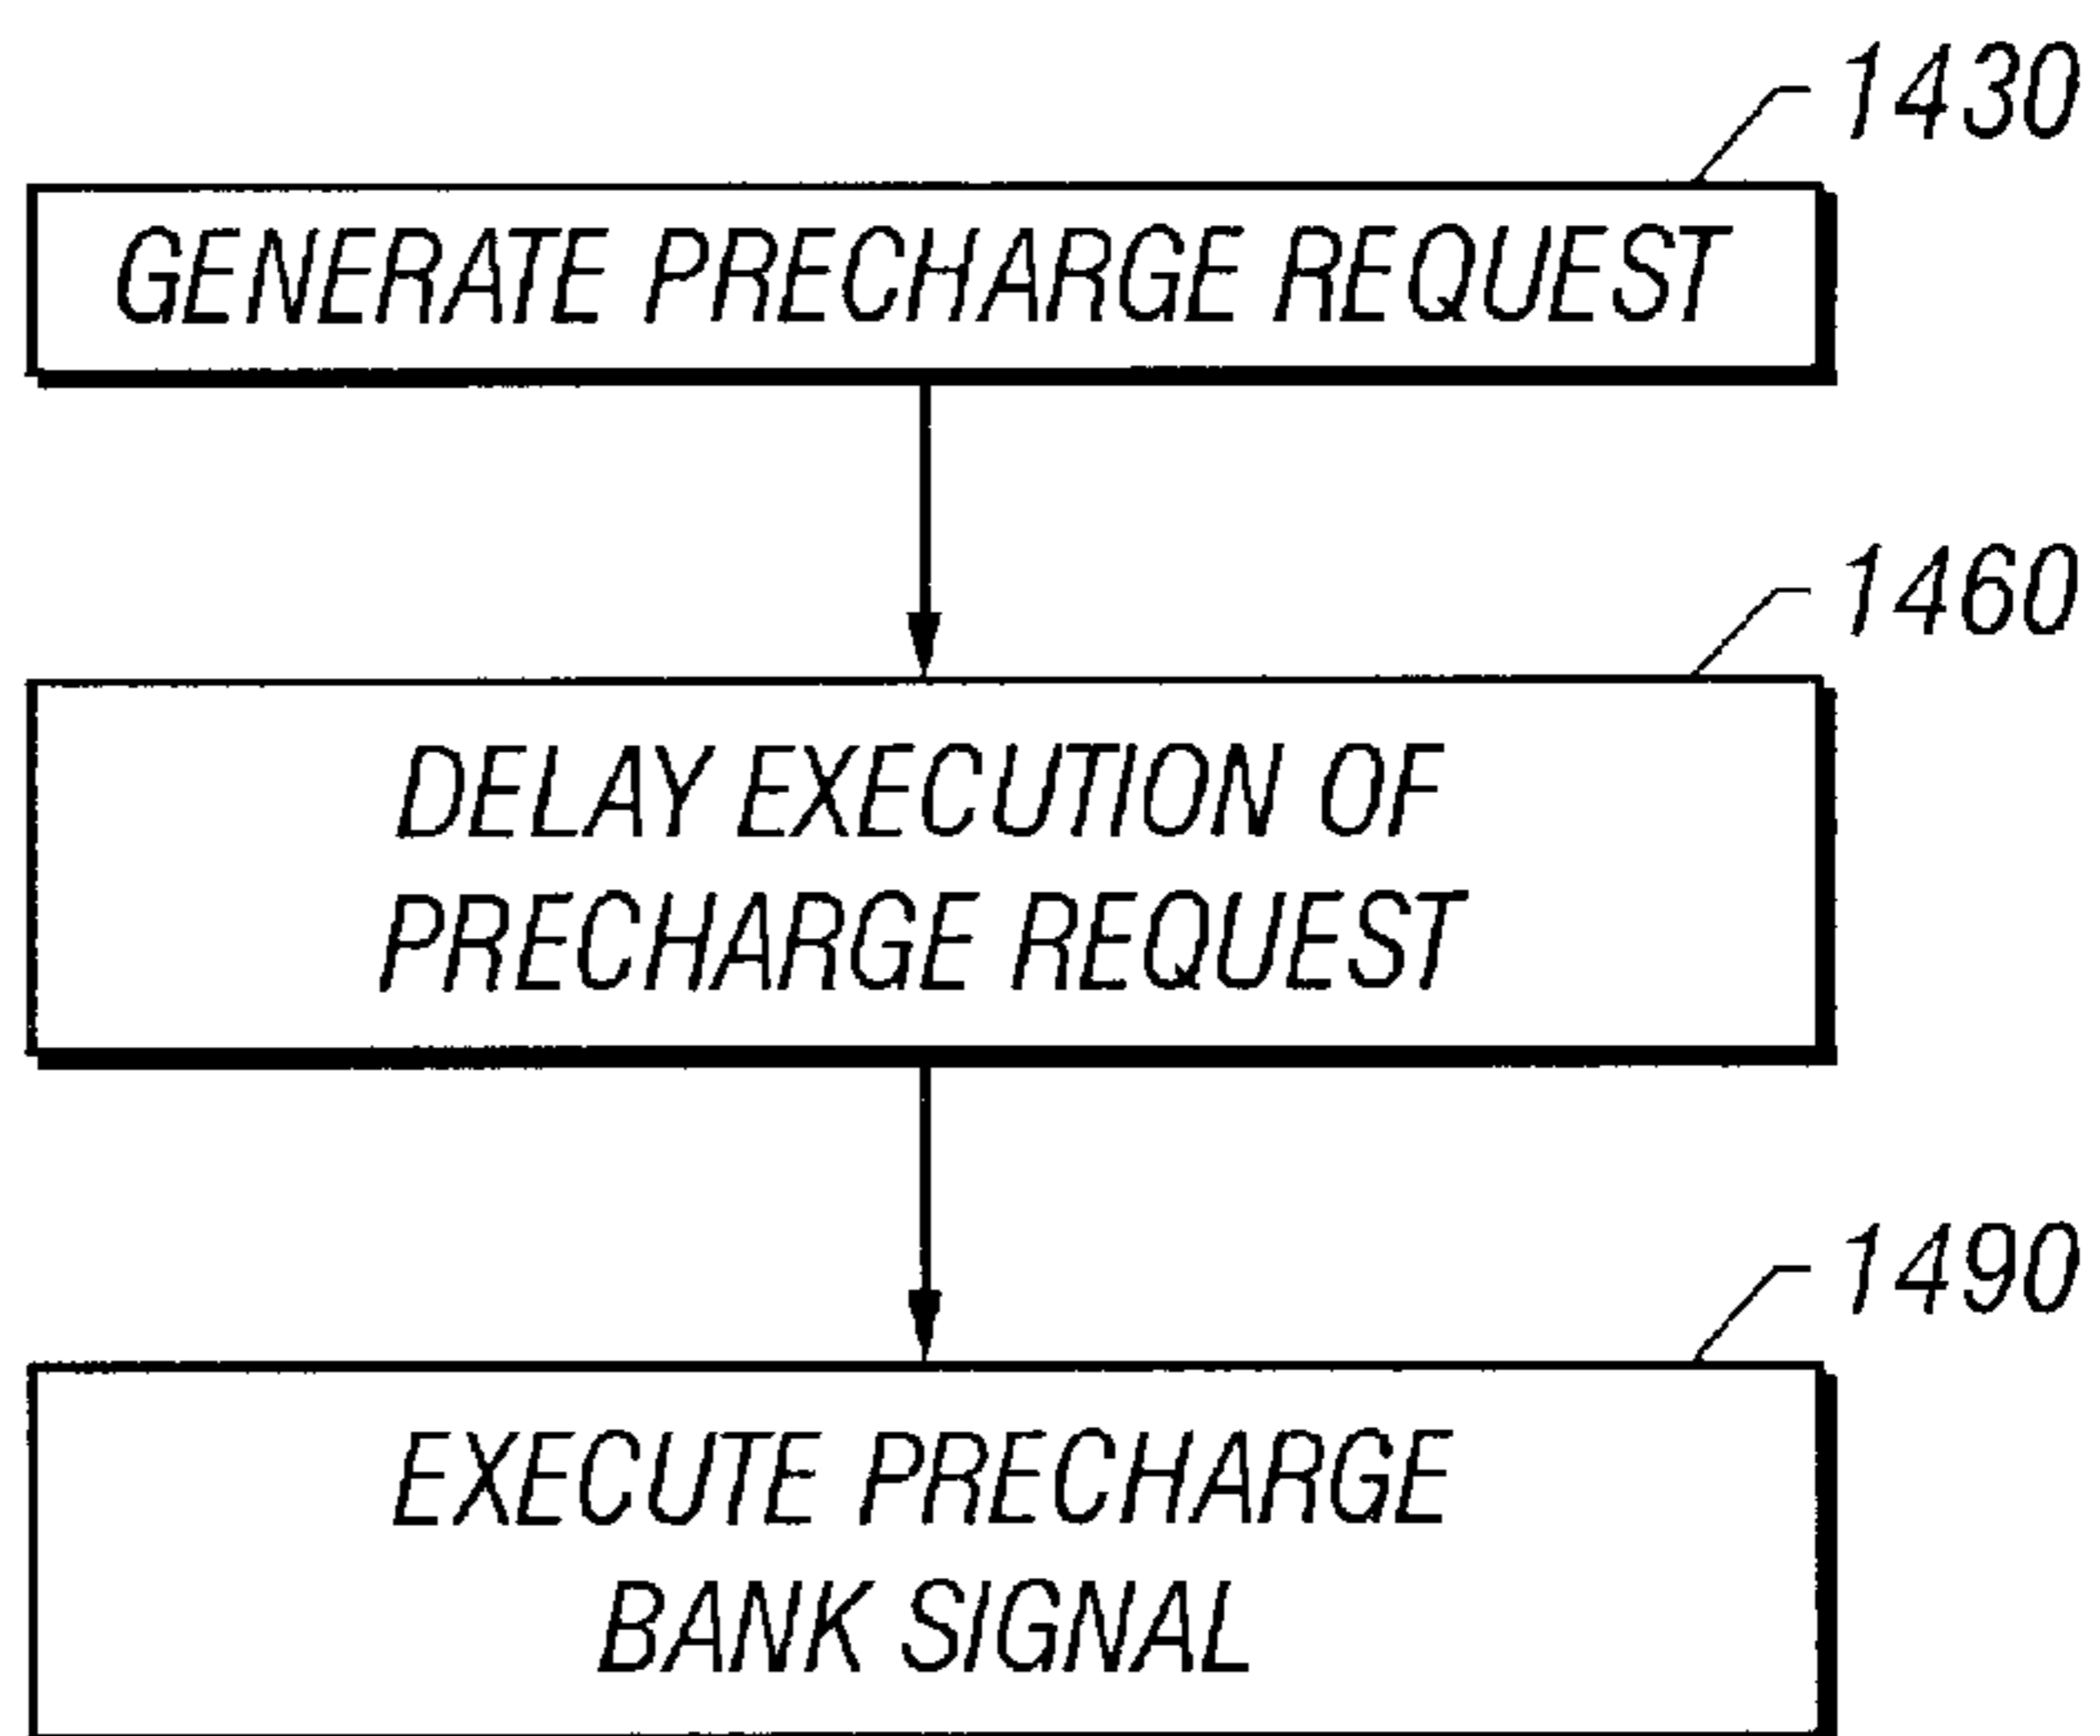 1430
GENERATE PRECHARGE REQUEST
1460
DELAY EXECUTION OF
PRECHARGE REQUEST
1490
EXECUTE PRECHARGE
BANK SIGNAL